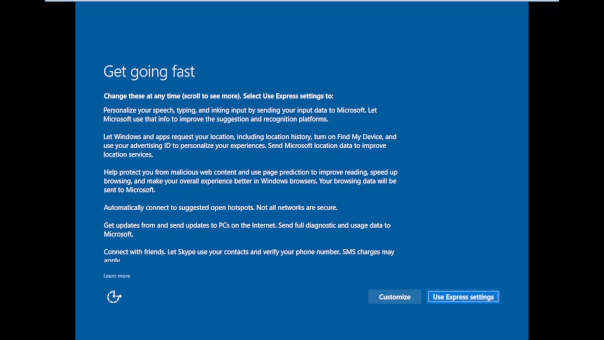 Get going fast
Change these at any time (scroll to see more). Select Use Express settings to:
Personalize your speech, typing, and inking input by sending your input data to Microsoft. Let
Microsoft use that info to improve the suggestion and recognition platforms.
Let Windows and apps request your location, including location history, turn on Find My Device, and
use your advertising ID to personalize your experiences. Send Microsoft location data to improve
location services.
Help protect you from malicious web content and use page prediction to improve reading, speed up
browsing, and make your overall experience better in Windows browsers. Your browsing data will be
sent to Microsoft.
Automatically connect to suggested open hotspots. Not all networks are secure.
Get updates from and send updates to PCs on the Internet. Send full diagnostic and usage data to
Microsoft.
Connect with friends. Let Skype use your contacts and verify your phone number. SMS charges may
apply.
Learn more
Customize
Use Express settings